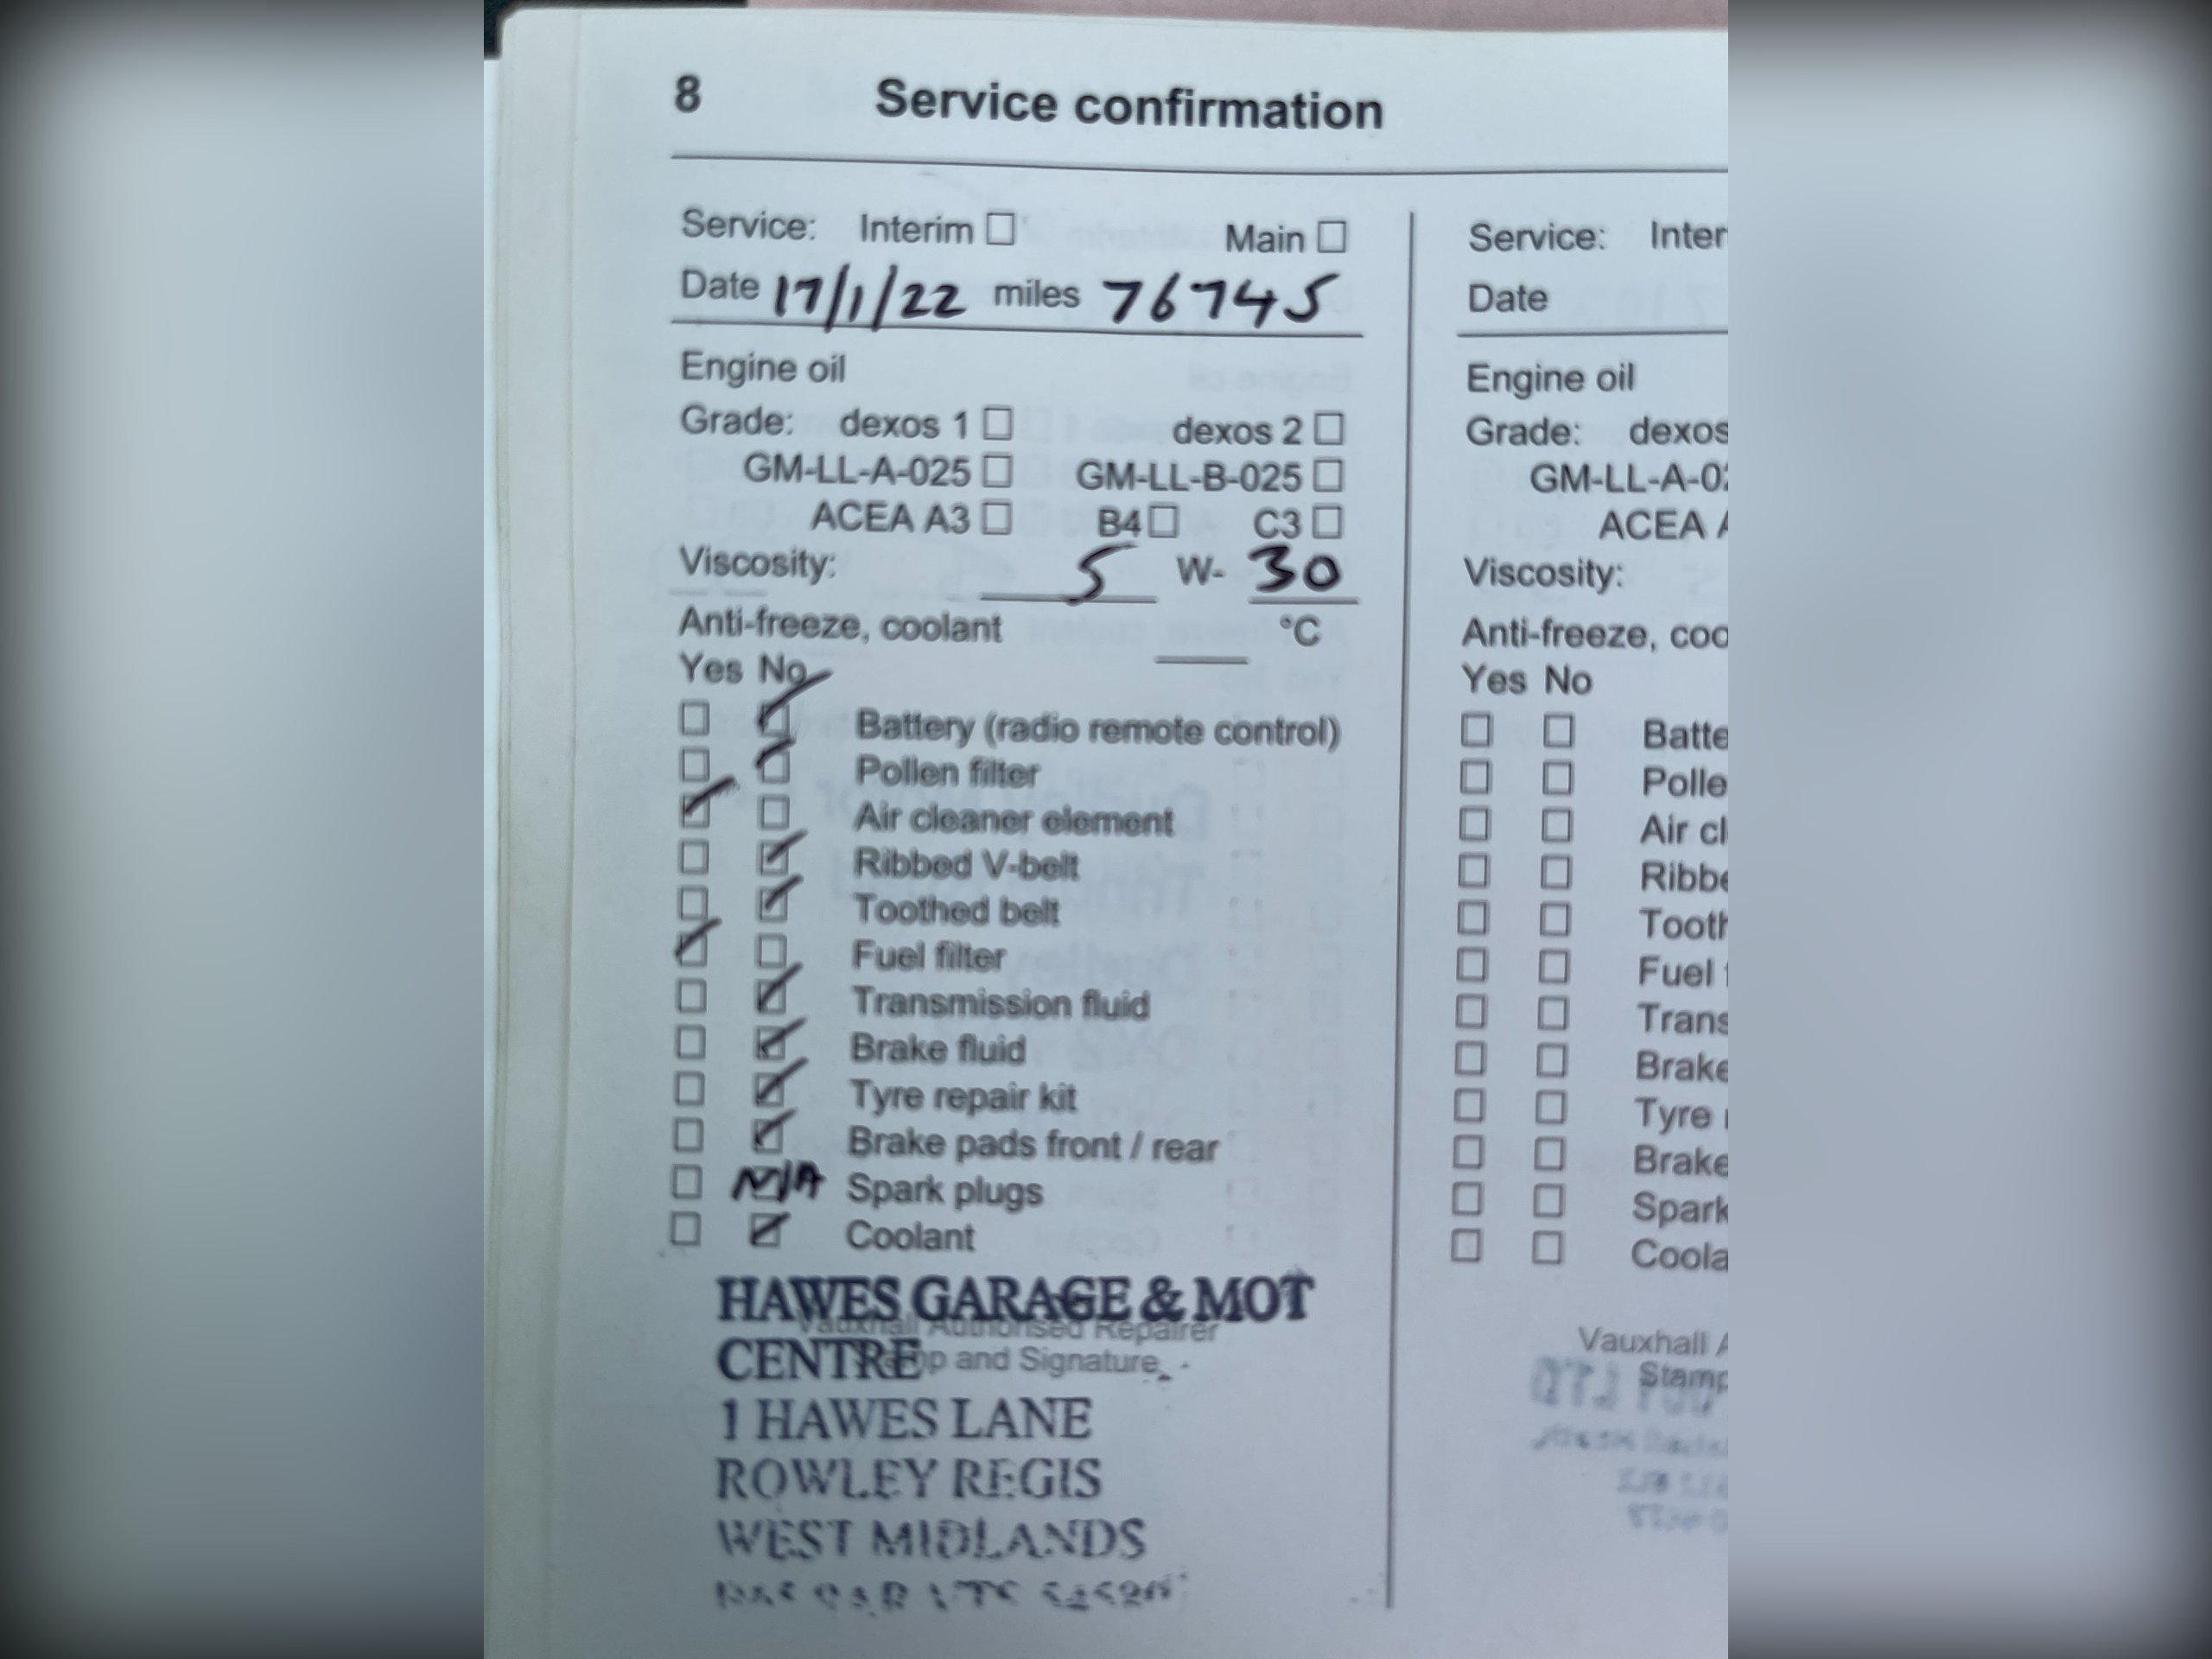 8 Service confirmation
Service: Interim ☐ Main ☐
Date 17/1/22 miles 76745
Engine oil
Grade: dexos 1 ☐ dexos 2 ☐
GM-LL-A-025 ☐ GM-LL-B-025 ☐
ACEA A3 ☐ B4 ☐ C3 ☐
Viscosity: 5 W- 30
Anti-freeze, coolant °C
Yes No
☐ ☑ Battery (radio remote control)
☐ ☑ Pollen filter
☑ ☐ Air cleaner element
☐ ☑ Ribbed V-belt
☐ ☑ Toothed belt
☑ ☐ Fuel filter
☐ ☑ Transmission fluid
☐ ☑ Brake fluid
☐ ☑ Tyre repair kit
☐ ☑ Brake pads front / rear
☐ N/A Spark plugs
☐ ☑ Coolant
Vauxhall Authorised Repairer
and Signature
HAWES GARAGE & MOT
CENTRE
1 HAWES LANE
ROWLEY REGIS
WEST MIDLANDS
Service: Inter
Date
Engine oil
Grade: dexos
GM-LL-A-02
ACEA A
Viscosity:
Anti-freeze, coo
Yes No
☐ ☐ Batte
☐ ☐ Polle
☐ ☐ Air cl
☐ ☐ Ribbe
☐ ☐ Tooth
☐ ☐ Fuel
☐ ☐ Trans
☐ ☐ Brake
☐ ☐ Tyre
☐ ☐ Brake
☐ ☐ Spark
☐ ☐ Coola
Vauxhall A
Stamp